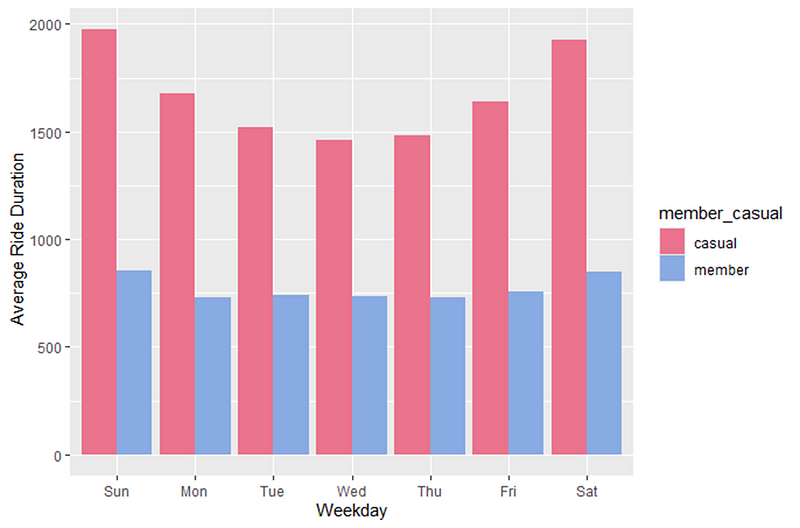 2000
1500
1000
500
0
Average Ride Duration
Sun Mon Tue Wed Thu Fri Sat
Weekday
member_casual
casual
member